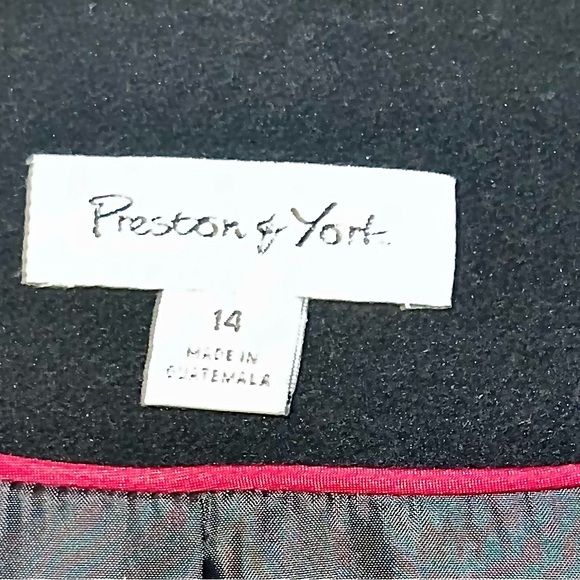 Preston & York
14
MADE IN
GUATEMALA